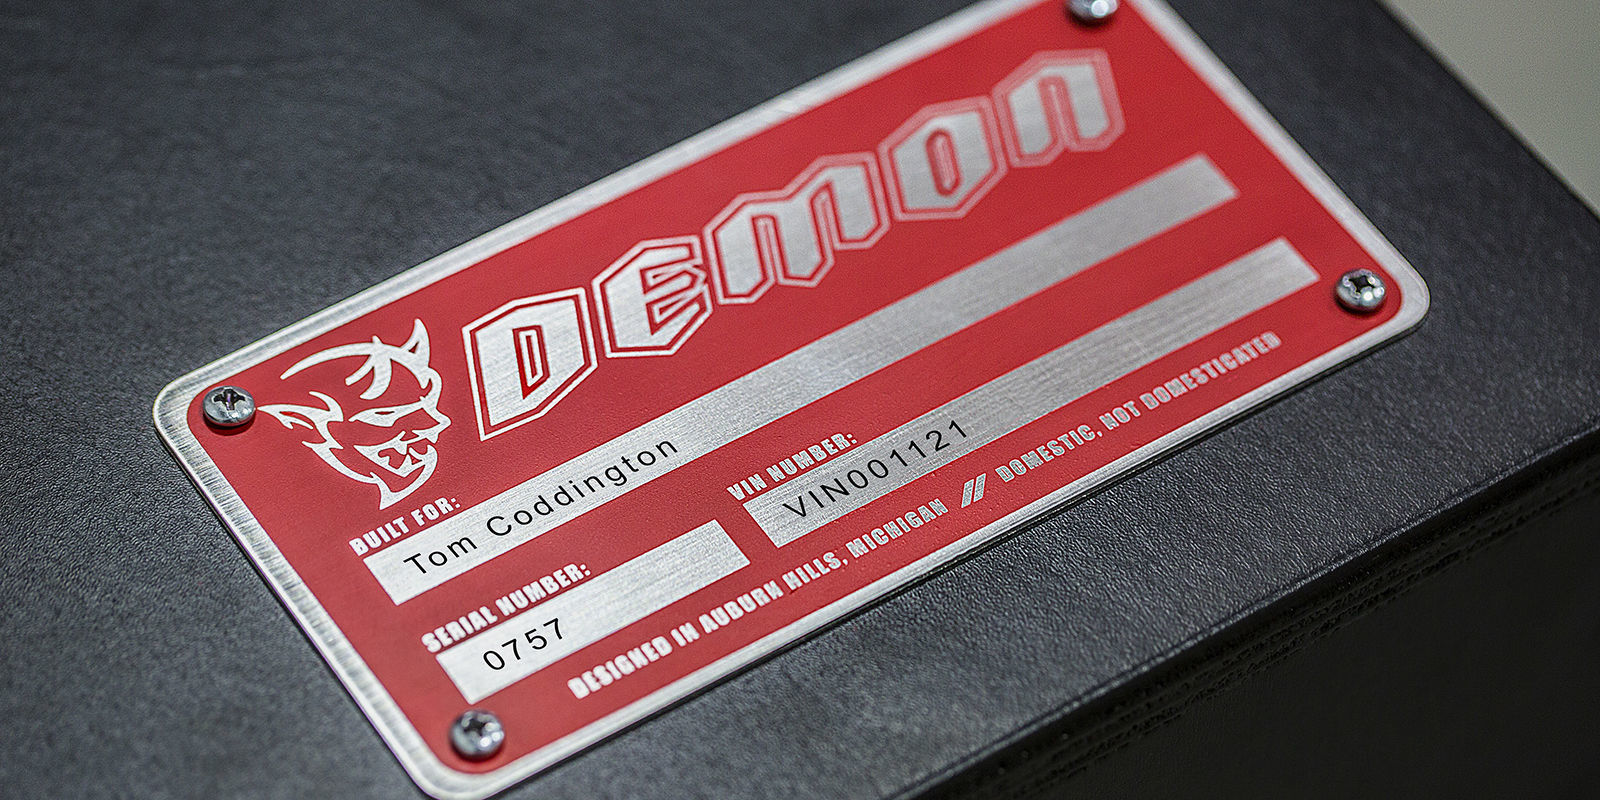 DEMON
BUILT FOR:
Tom Coddington
SERIAL NUMBER:
0757
VIN NUMBER:
VIN001121
DESIGNED IN AUBURN HILLS, MICHIGAN // DOMESTIC, NOT DOMESTICATED